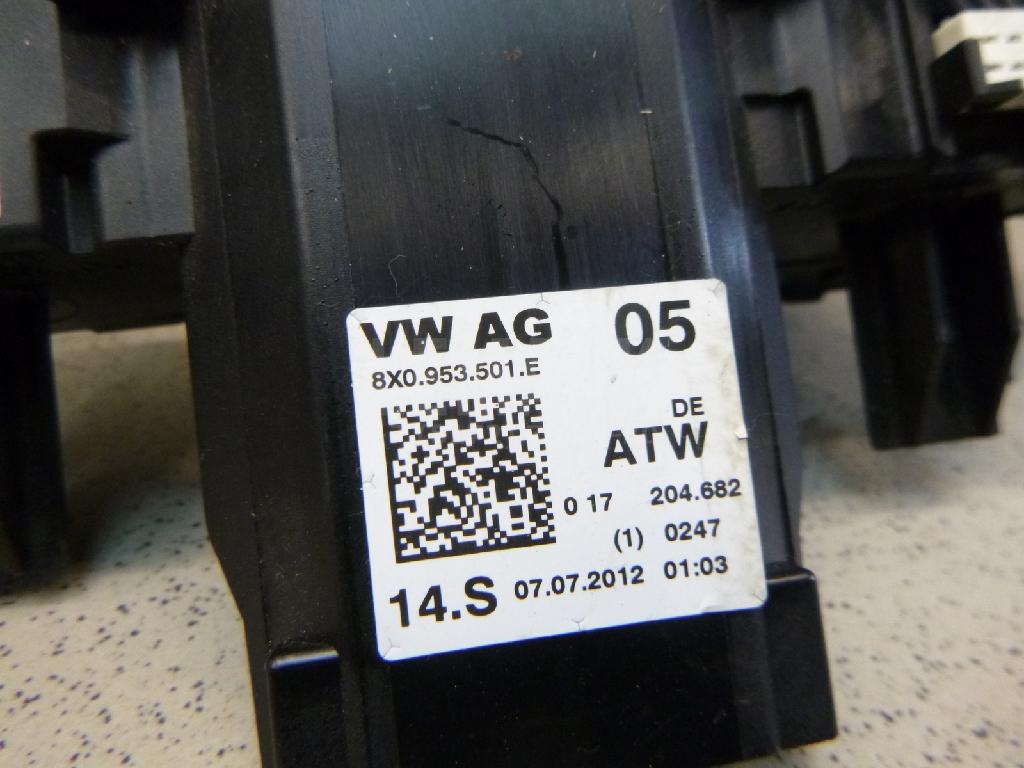 VW AG 05
8X0.953.501.E
DE
ATW
0 17 204.682
(1) 0247
14.S 07.07.2012 01:03